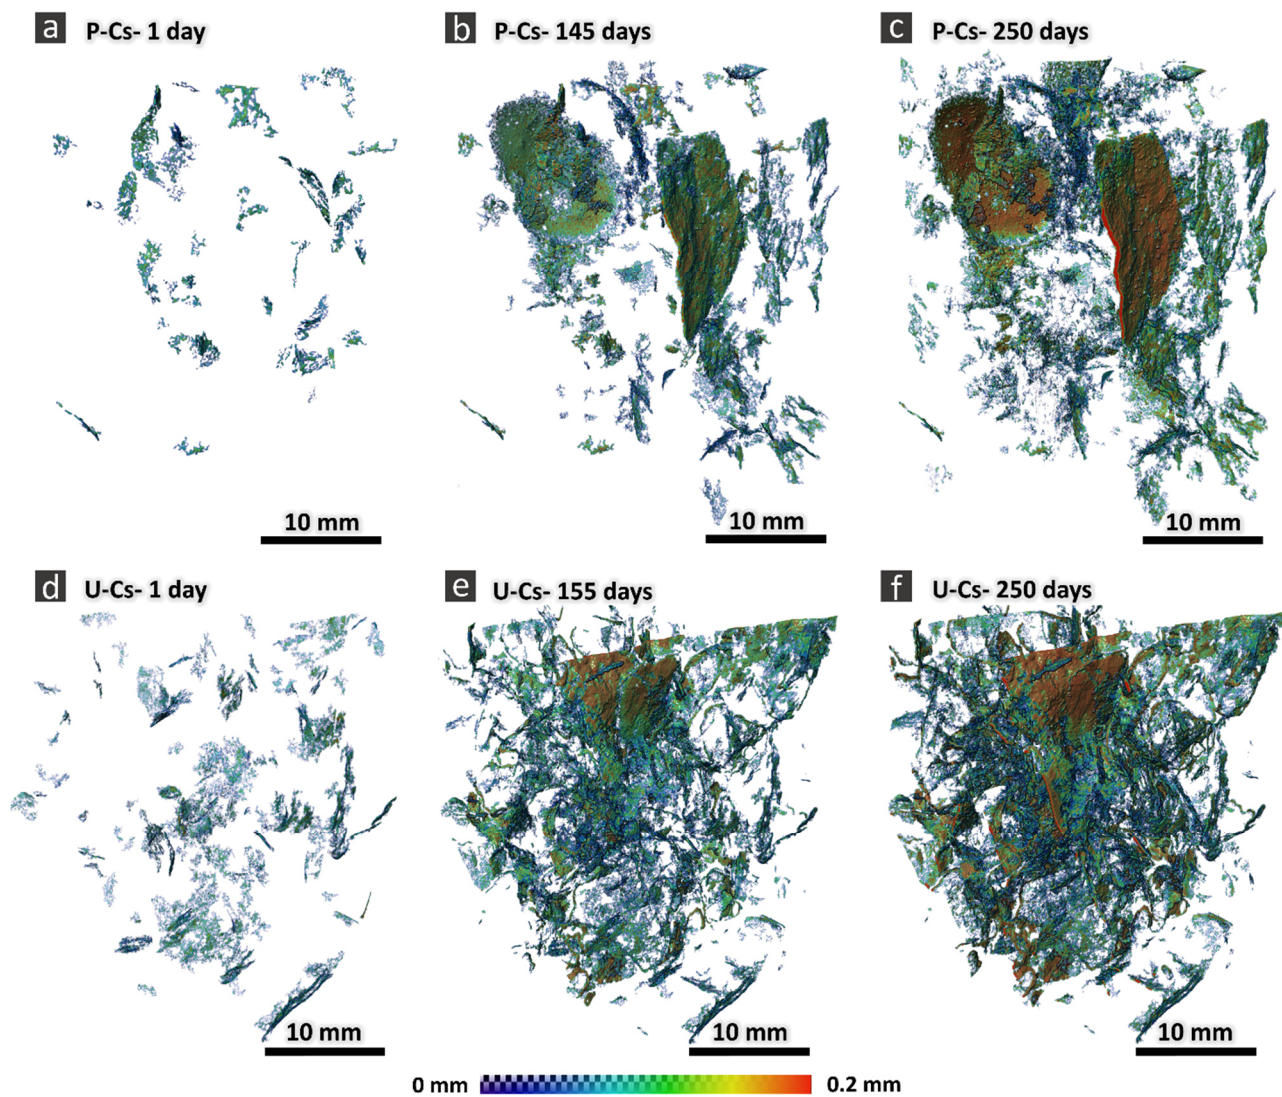 a P-Cs- 1 day
b P-Cs- 145 days
c P-Cs- 250 days
10 mm
10 mm
10 mm
d U-Cs- 1 day
e U-Cs- 155 days
f U-Cs- 250 days
10 mm
10 mm
10 mm
0 mm 0.2 mm